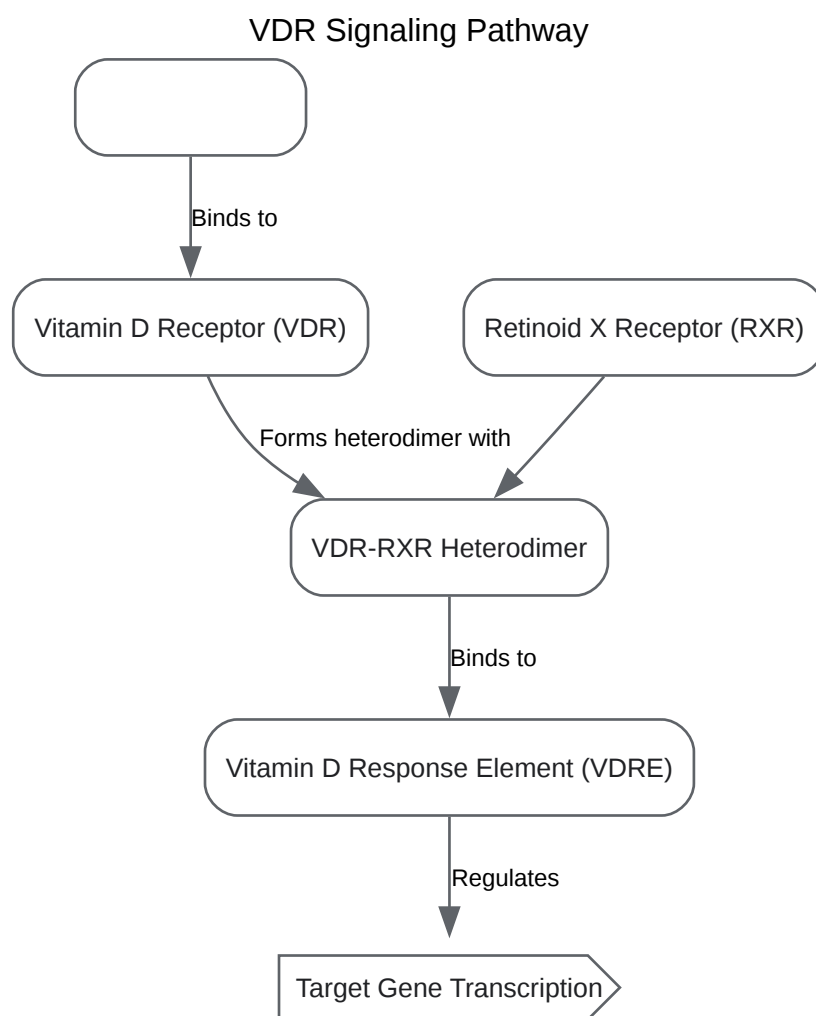 VDR Signaling Pathway
Binds to
Vitamin D Receptor (VDR)
Retinoid X Receptor (RXR)
Forms heterodimer with
VDR-RXR Heterodimer
Binds to
Vitamin D Response Element (VDRE)
Regulates
Target Gene Transcription